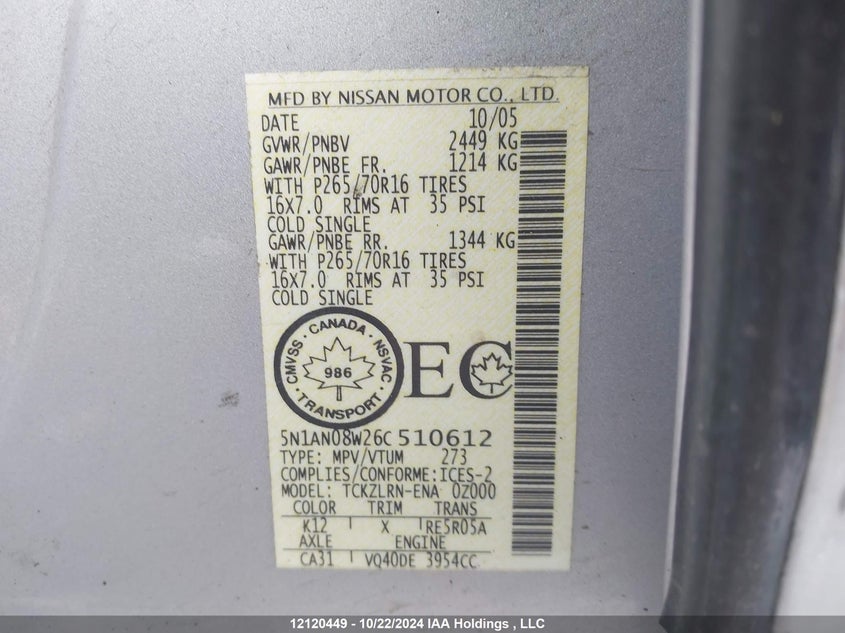 MFD BY NISSAN MOTOR CO., LTD.
DATE 10/05
GVWR/PNBV 2449 KG
GAWR/PNBE FR. 1214 KG
WITH P265/70R16 TIRES
16X7.0 RIMS AT 35 PSI
COLD SINGLE
GAWR/PNBE RR. 1344 KG
WITH P265/70R16 TIRES
16X7.0 RIMS AT 35 PSI
COLD SINGLE
CMVSS · CANADA · NSVAC · TRANSPORT ·
986
EC
5N1AN08W26C510612
TYPE: MPV/VTUM 273
COMPLIES/CONFORME:ICES-2
MODEL: TCKZLRN-ENA 0Z000
COLOR TRIM TRANS
K12 X RE5R05A
AXLE ENGINE
CA31 VQ40DE 3954CC
12120449 - 10/22/2024 IAA Holdings , LLC